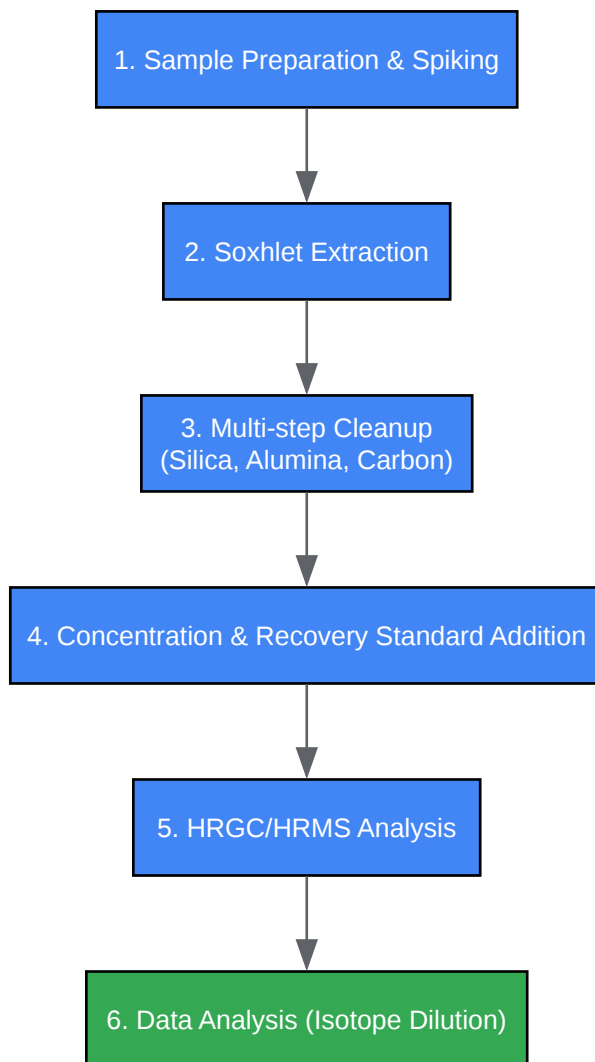 1. Sample Preparation & Spiking
2. Soxhlet Extraction
3. Multi-step Cleanup
(Silica, Alumina, Carbon)
4. Concentration & Recovery Standard Addition
5. HRGC/HRMS Analysis
6. Data Analysis (Isotope Dilution)